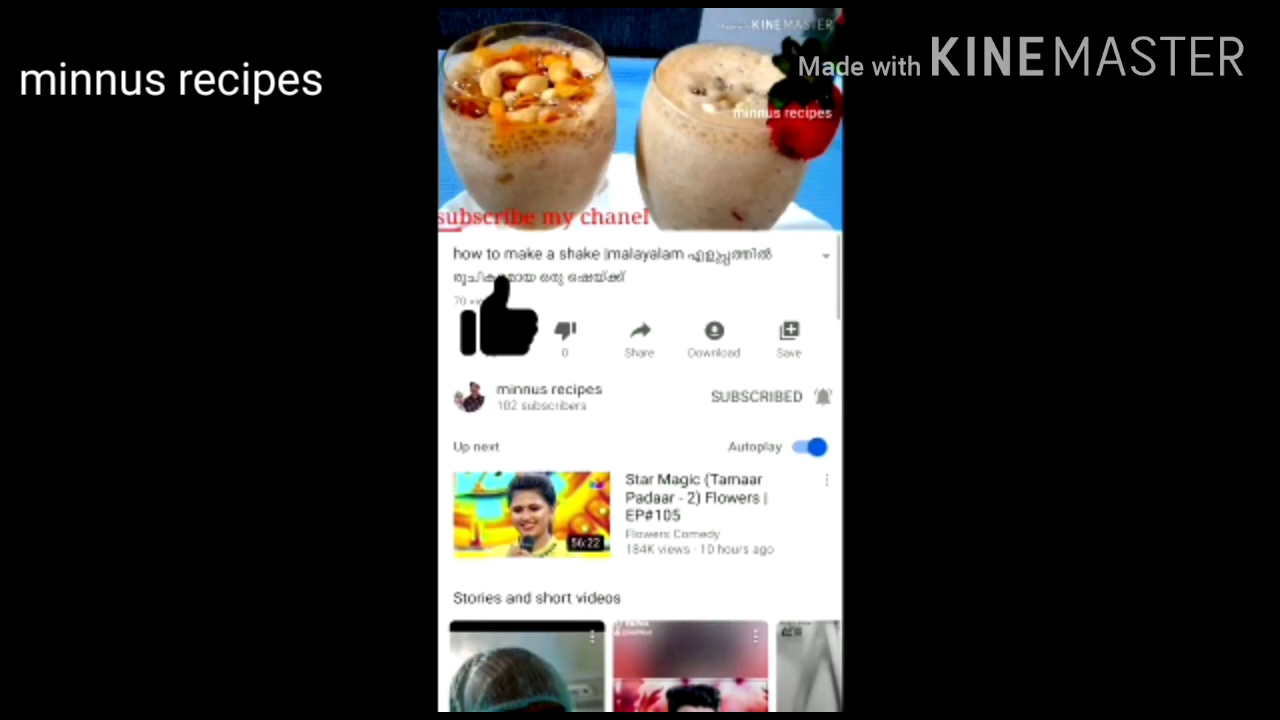 minnus recipes
Made with KINEMASTER
KINEMASTER
minnus recipes
subscribe my chanel
how to make a shake |malayalam എളുപ്പത്തിൽ
ഒരു ഷെയ്ക്ക്
70
0
Share
Download
Save
minnus recipes
102 subscribers
SUBSCRIBED
Up next
Autoplay
56:22
Star Magic (Tamaar
Padaar - 2) Flowers |
EP#105
Flowers Comedy
184K views · 10 hours ago
Stories and short videos